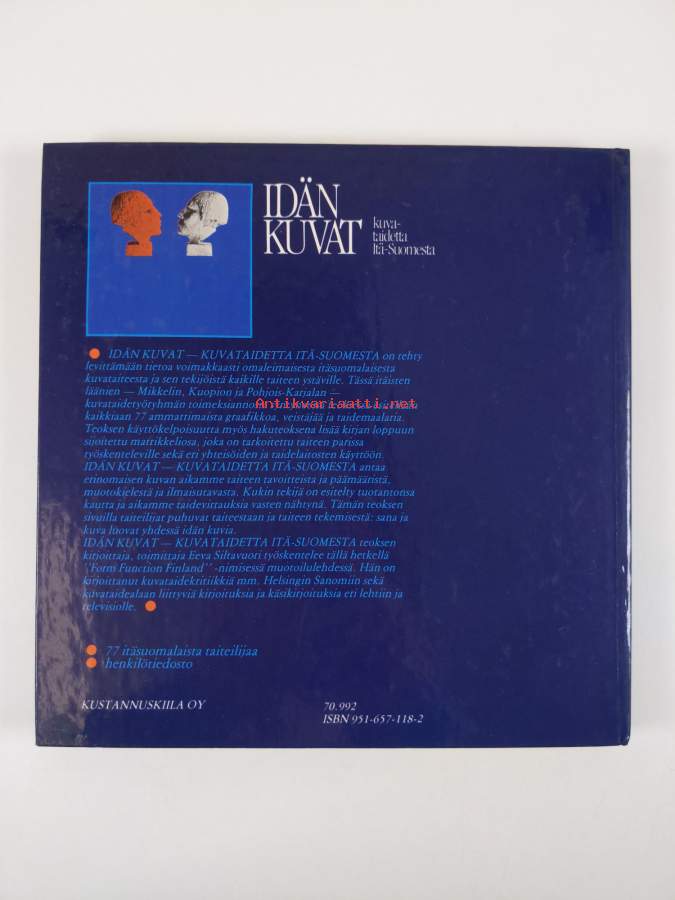 IDÄN
KUVAT
kuva-
taidetta
Itä-Suomesta
IDÄN KUVAT — KUVATAIDETTA ITÄ-SUOMESTA on tehty
levittämään tietoa voimakkaasti omaleimaisesta itäsuomalaisesta
kuvataiteesta ja sen tekijöistä kaikille taiteen ystäville. Tässä itäisten
läänien — Mikkelin, Kuopion ja Pohjois-Karjalan —
kuvataidetyöryhmän toimeksiannosta
Antikvariaatti.net
kaikkiaan 77 ammattimaista graafikkoa, veistäjää ja taidemaalaria.
Teoksen käyttökelpoisuutta myös hakuteoksena lisää kirjan loppuun
sijoitettu matrikkeliosa, joka on tarkoitettu taiteen parissa
työskenteleville sekä eri yhteisöiden ja taidelaitosten käyttöön.
IDÄN KUVAT — KUVATAIDETTA ITÄ-SUOMESTA antaa
erinomaisen kuvan aikamme taiteen tavoitteista ja päämääristä,
muotokielestä ja ilmaisutavasta. Kukin tekijä on esitelty tuotantonsa
kautta ja aikamme taidevirtauksia vasten nähtynä. Tämän teoksen
sivuilla taiteilijat puhuvat taiteestaan ja taiteen tekemisestä: sana ja
kuva luovat yhdessä idän kuvia.
IDÄN KUVAT — KUVATAIDETTA ITÄ-SUOMESTA teoksen
kirjoittaja, toimittaja Eeva Siltavuori työskentelee tällä hetkellä
''Form Function Finland'' -nimisessä muotoilulehdessä. Hän on
kirjoittanut kuvataidekritiikkiä mm. Helsingin Sanomiin sekä
kuvataidealaan liittyviä kirjoituksia ja käsikirjoituksia eri lehtiin ja
televisiolle.
77 itäsuomalaista taiteilijaa
henkilötiedosto
KUSTANNUSKIILA OY
70.992
ISBN 951-657-118-2